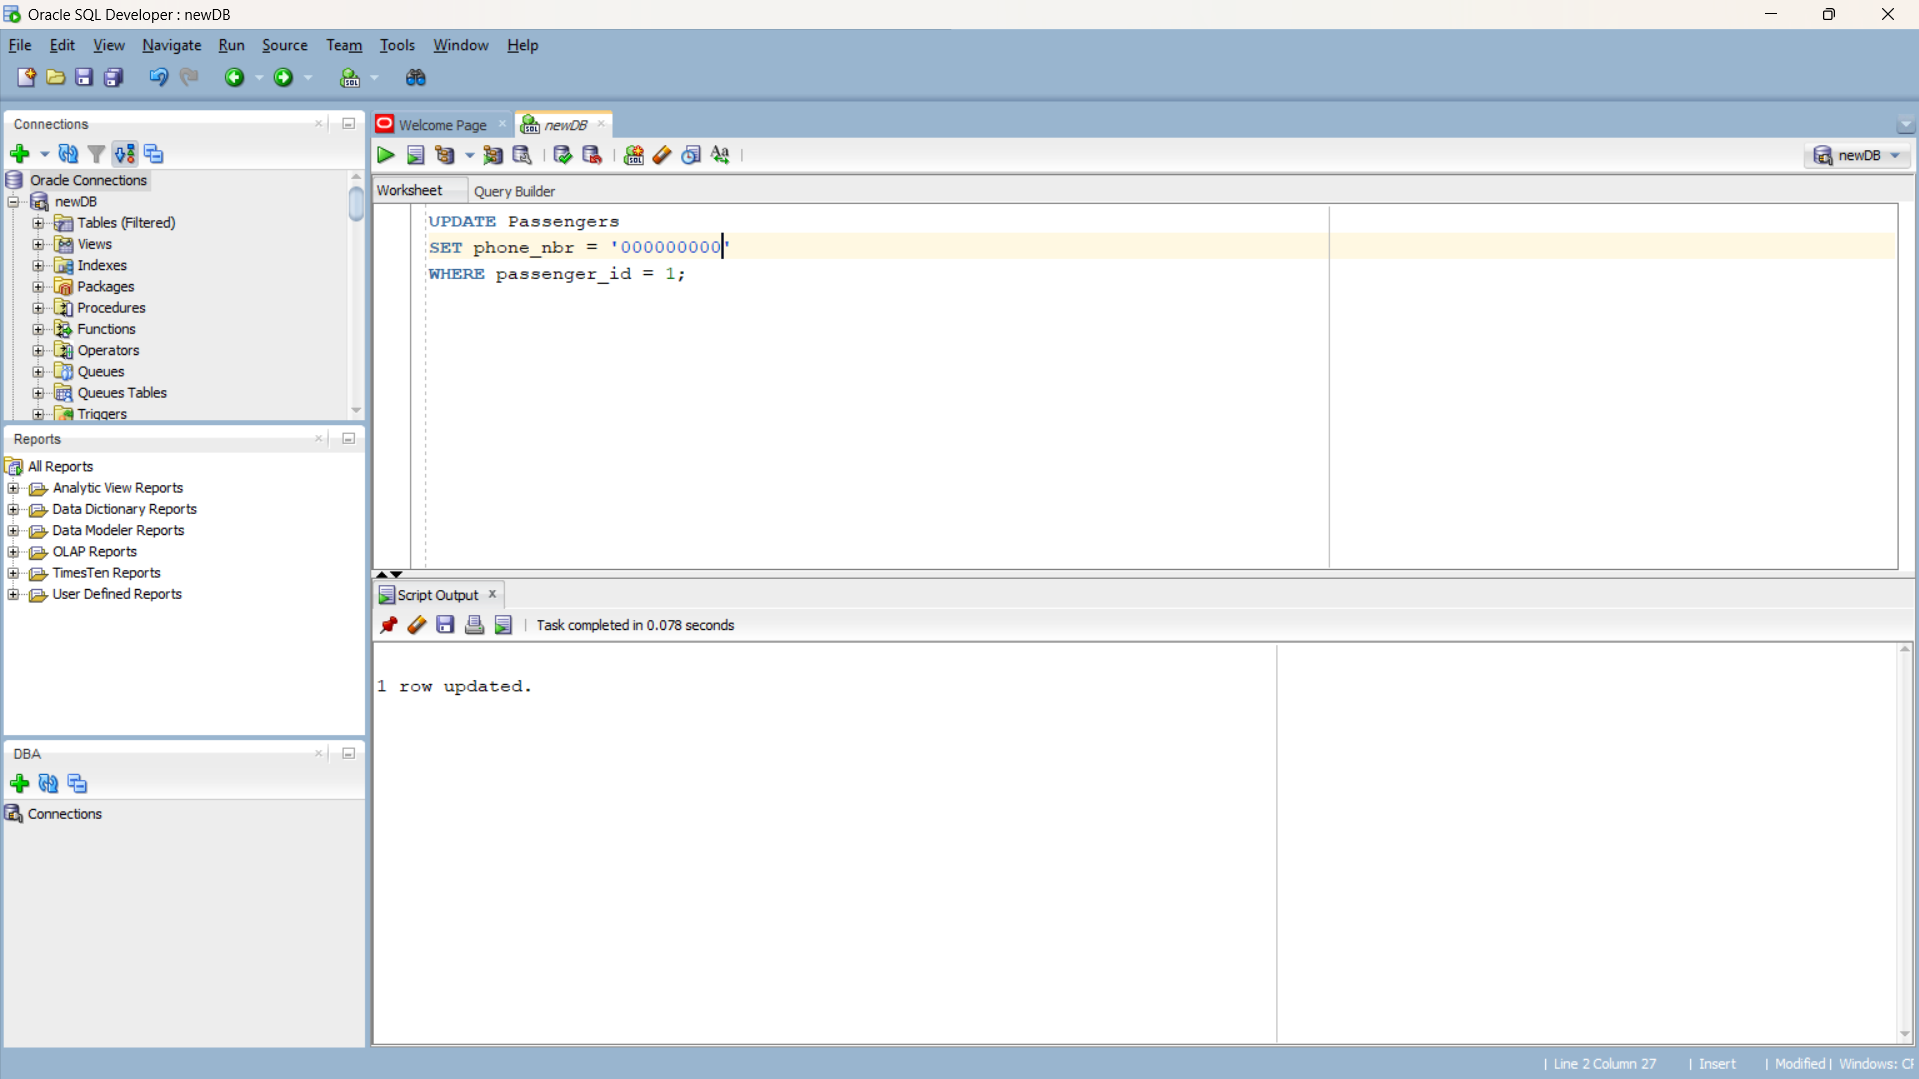 Oracle SQL Developer : newDB
File Edit View Navigate Run Source Team Tools Window Help
Connections
Oracle Connections
newDB
Tables (Filtered)
Views
Indexes
Packages
Procedures
Functions
Operators
Queues
Queues Tables
Triggers
Reports
All Reports
Analytic View Reports
Data Dictionary Reports
Data Modeler Reports
OLAP Reports
TimesTen Reports
User Defined Reports
DBA
Connections
Welcome Page newDB
newDB
Worksheet Query Builder
UPDATE Passengers
SET phone_nbr = '000000000'
WHERE passenger_id = 1;
Script Output
Task completed in 0.078 seconds
1 row updated.
Line 2 Column 27 | Insert | Modified | Windows: CF